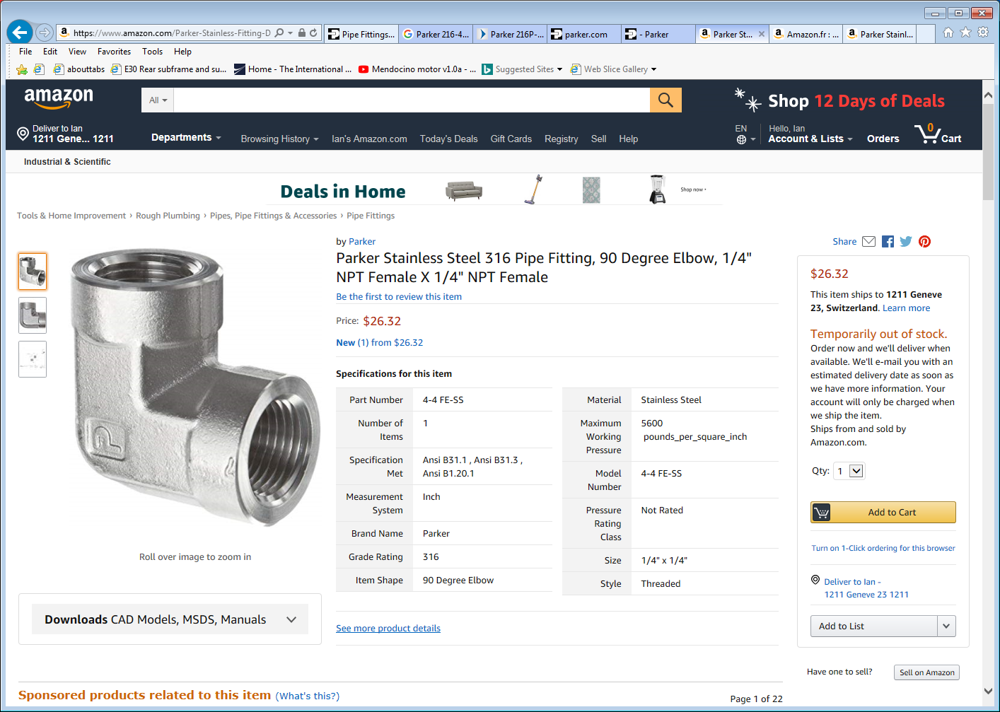 https://www.amazon.com/Parker-Stainless-Fitting-D
Pipe Fittings...
Parker 216-4...
Parker 216P-...
parker.com
- Parker
Parker St...
Amazon.fr : ...
Parker Stainl...
File Edit View Favorites Tools Help
abouttabs
E30 Rear subframe and su...
Home - The International ...
Mendocino motor v1.0a - ...
Suggested Sites
Web Slice Gallery
amazon
All
Shop 12 Days of Deals
Deliver to Ian
1211 Gene... 1211
Departments
Browsing History
Ian's Amazon.com
Today's Deals
Gift Cards
Registry
Sell
Help
EN
Hello, Ian
Account & Lists
Orders
0
Cart
Industrial & Scientific
Deals in Home
Shop now
Tools & Home Improvement › Rough Plumbing › Pipes, Pipe Fittings & Accessories › Pipe Fittings
Roll over image to zoom in
Downloads CAD Models, MSDS, Manuals
by Parker
Parker Stainless Steel 316 Pipe Fitting, 90 Degree Elbow, 1/4"
NPT Female X 1/4" NPT Female
Be the first to review this item
Price: $26.32
New (1) from $26.32
Specifications for this item
Part Number 4-4 FE-SS
Number of 1
Items
Specification Ansi B31.1 , Ansi B31.3 ,
Met Ansi B1.20.1
Measurement Inch
System
Brand Name Parker
Grade Rating 316
Item Shape 90 Degree Elbow
Material Stainless Steel
Maximum 5600
Working pounds_per_square_inch
Pressure
Model 4-4 FE-SS
Number
Pressure Not Rated
Rating
Class
Size 1/4" x 1/4"
Style Threaded
See more product details
Share
$26.32
This item ships to 1211 Geneve
23, Switzerland. Learn more
Temporarily out of stock.
Order now and we'll deliver when
available. We'll e-mail you with an
estimated delivery date as soon as
we have more information. Your
account will only be charged when
we ship the item.
Ships from and sold by
Amazon.com.
Qty: 1
Add to Cart
Turn on 1-Click ordering for this browser
Deliver to Ian -
1211 Geneve 23 1211
Add to List
Have one to sell?
Sell on Amazon
Sponsored products related to this item (What's this?)
Page 1 of 22